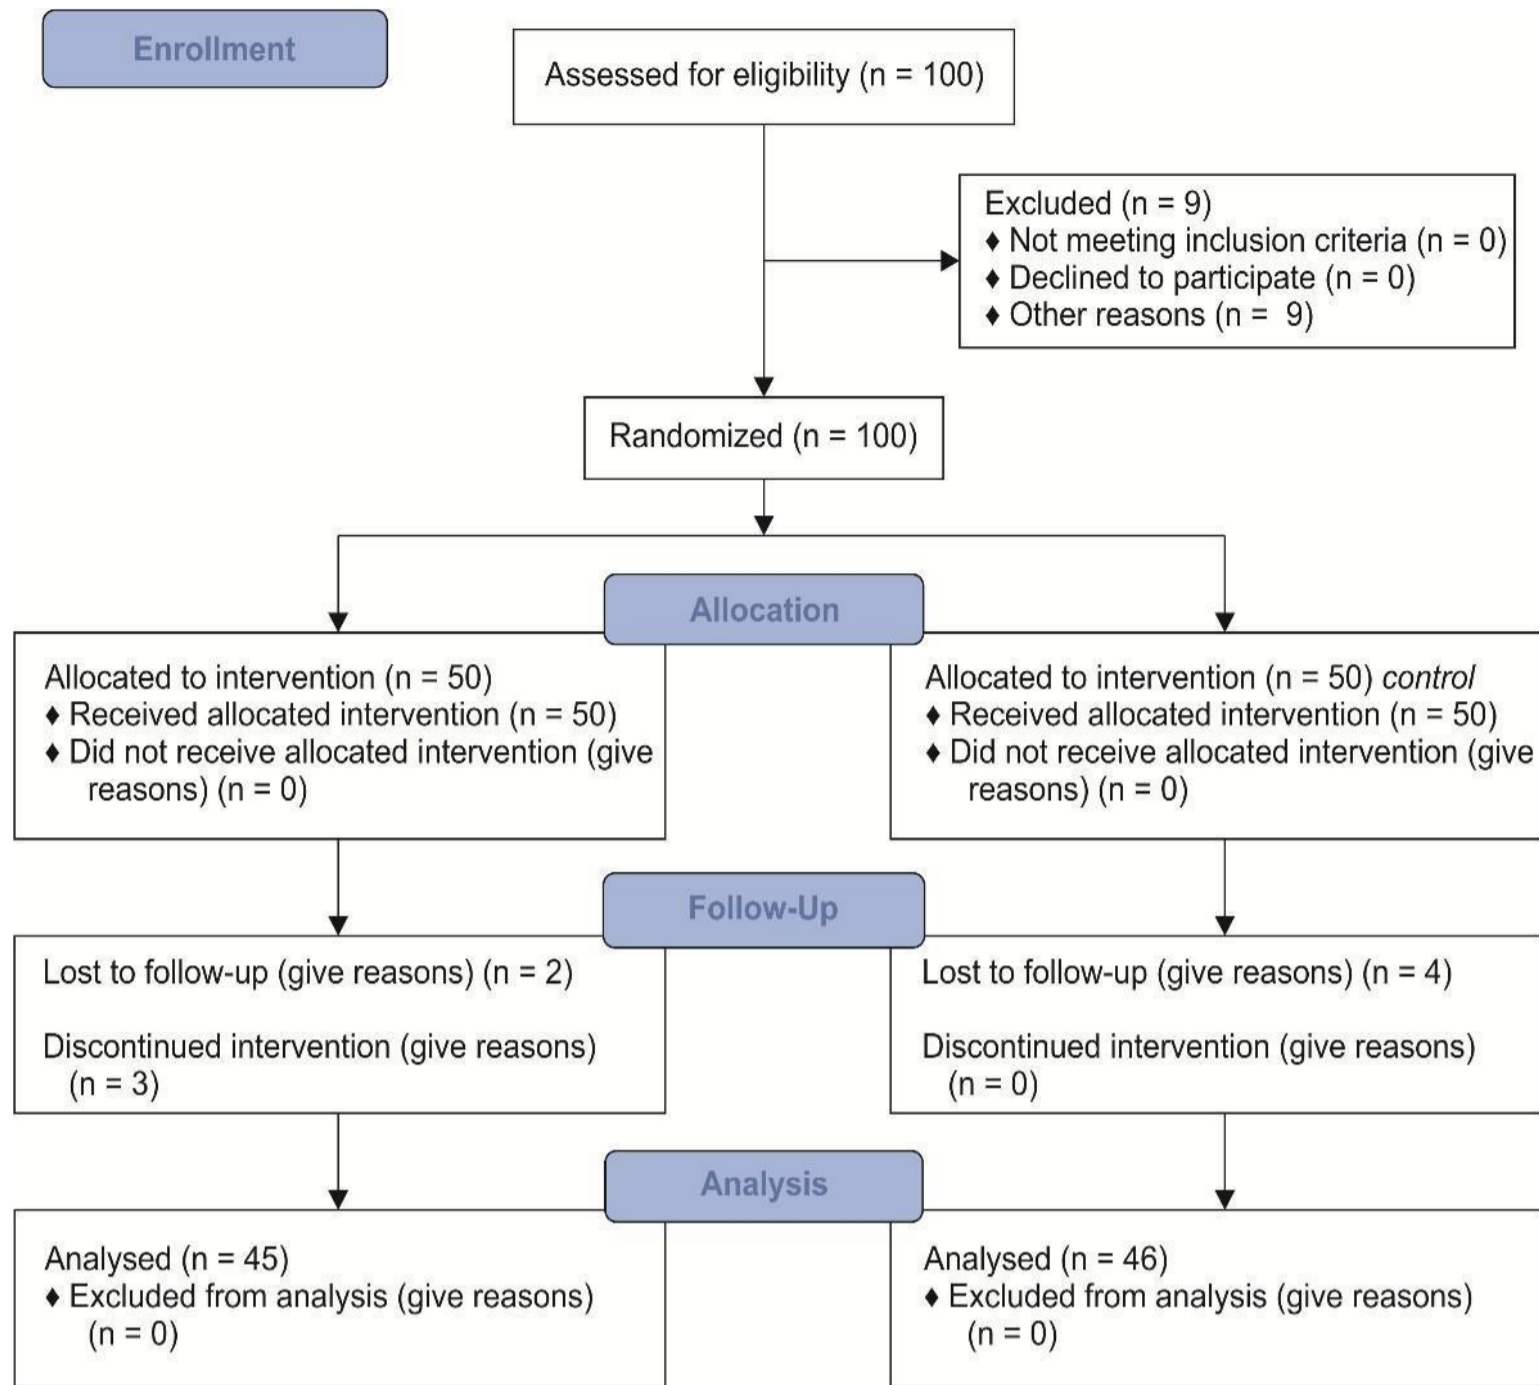 Enrollment
Assessed for eligibility (n = 100)
Excluded (n = 9)
♦ Not meeting inclusion criteria (n = 0)
♦ Declined to participate (n = 0)
♦ Other reasons (n =  9)
Randomized (n = 100)
Allocation
Allocated to intervention (n = 50)
♦ Received allocated intervention (n = 50)
♦ Did not receive allocated intervention (give
reasons) (n = 0)
Allocated to intervention (n = 50) control
♦ Received allocated intervention (n = 50)
♦ Did not receive allocated intervention (give
reasons) (n = 0)
Follow-Up
Lost to follow-up (give reasons) (n = 2)
Discontinued intervention (give reasons)
(n = 3)
Lost to follow-up (give reasons) (n = 4)
Discontinued intervention (give reasons)
(n = 0)
Analysis
Analysed (n = 45)
♦ Excluded from analysis (give reasons)
(n = 0)
Analysed (n = 46)
♦ Excluded from analysis (give reasons)
(n = 0)